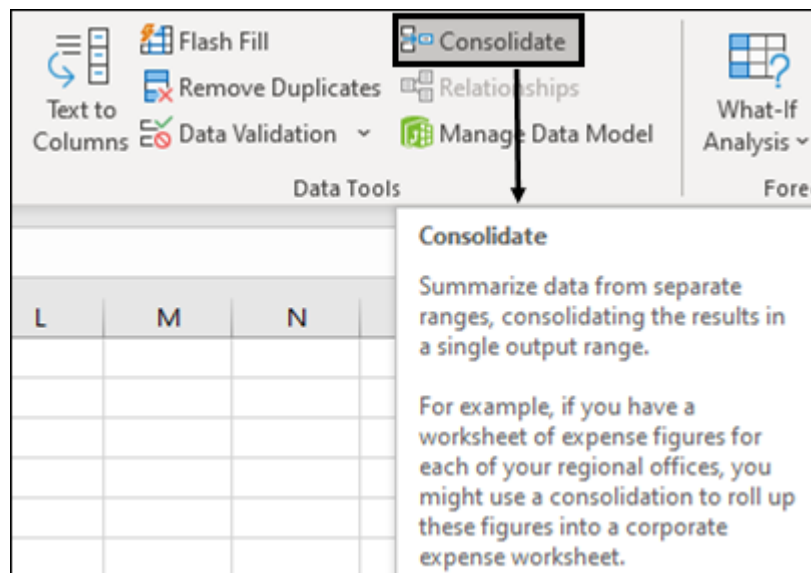 Text to
Columns
Flash Fill
Remove Duplicates
Data Validation
Consolidate
Relationships
Manage Data Model
What-If
Analysis
Data Tools
Fore
L M N
Consolidate
Summarize data from separate
ranges, consolidating the results in
a single output range.
For example, if you have a
worksheet of expense figures for
each of your regional offices, you
might use a consolidation to roll up
these figures into a corporate
expense worksheet.